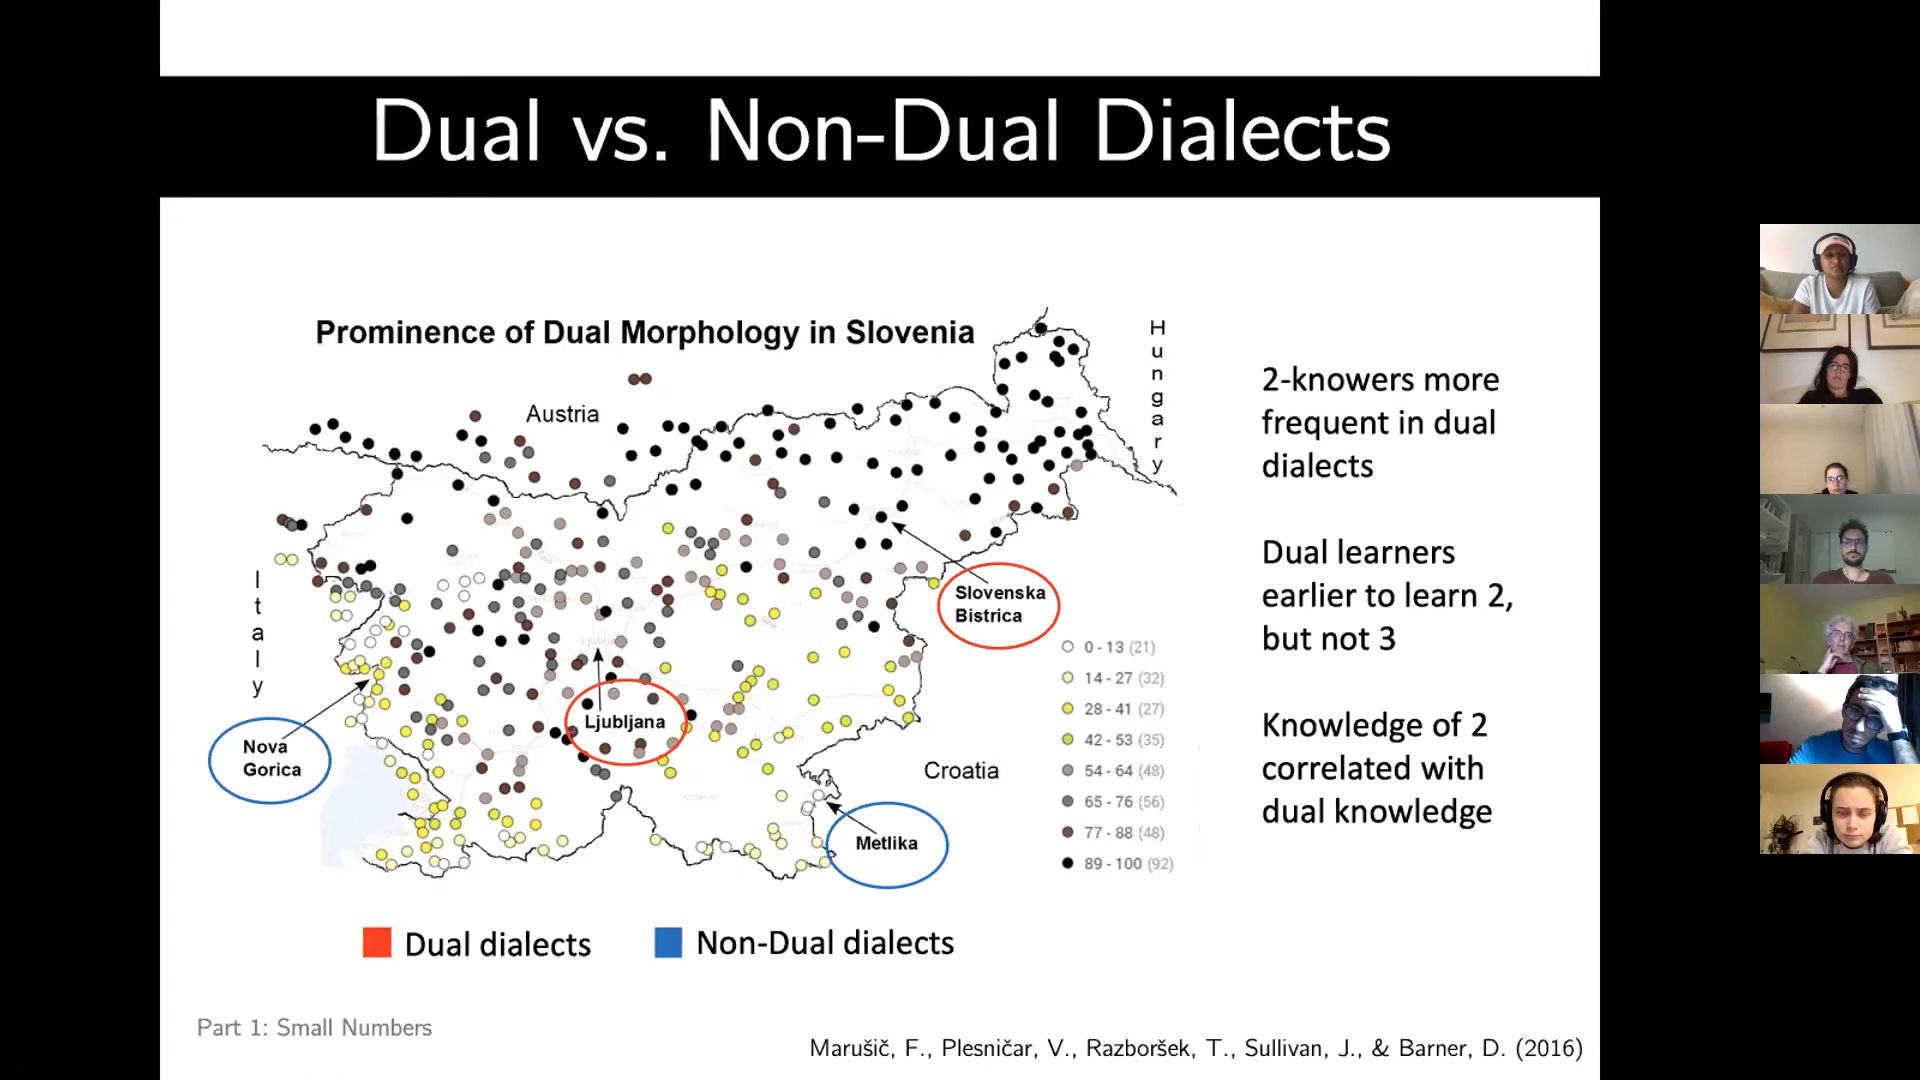 Dual vs. Non-Dual Dialects
Prominence of Dual Morphology in Slovenia
Austria
Hungary
Italy
Croatia
Slovenska
Bistrica
Ljubljana
Nova
Gorica
Metlika
0 - 13 (21)
14 - 27 (32)
28 - 41 (27)
42 - 53 (35)
54 - 64 (48)
65 - 76 (56)
77 - 88 (48)
89 - 100 (92)
2-knowers more
frequent in dual
dialects
Dual learners
earlier to learn 2,
but not 3
Knowledge of 2
correlated with
dual knowledge
Dual dialects
Non-Dual dialects
Part 1: Small Numbers
Marušič, F., Plesničar, V., Razboršek, T., Sullivan, J., & Barner, D. (2016)